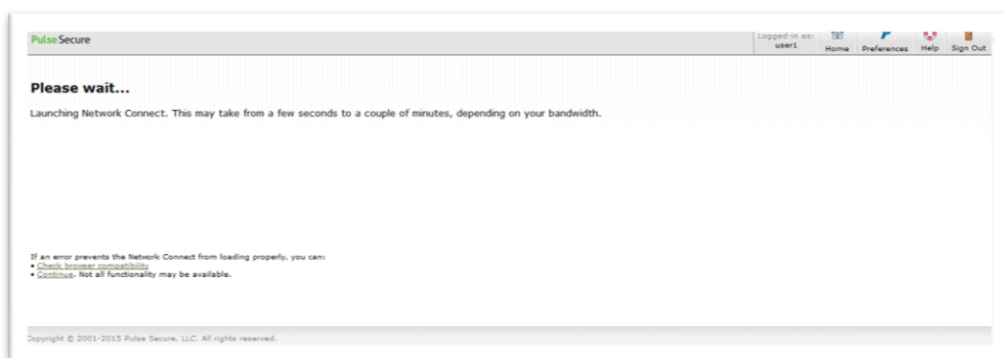 Pulse Secure
Logged-in as:
user1
Home
Preferences
Help
Sign Out
Please wait...
Launching Network Connect. This may take from a few seconds to a couple of minutes, depending on your bandwidth.
If an error prevents the Network Connect from loading properly, you can:
• Check browser compatibility
• Continue. Not all functionality may be available.
Copyright © 2001-2015 Pulse Secure, LLC. All rights reserved.